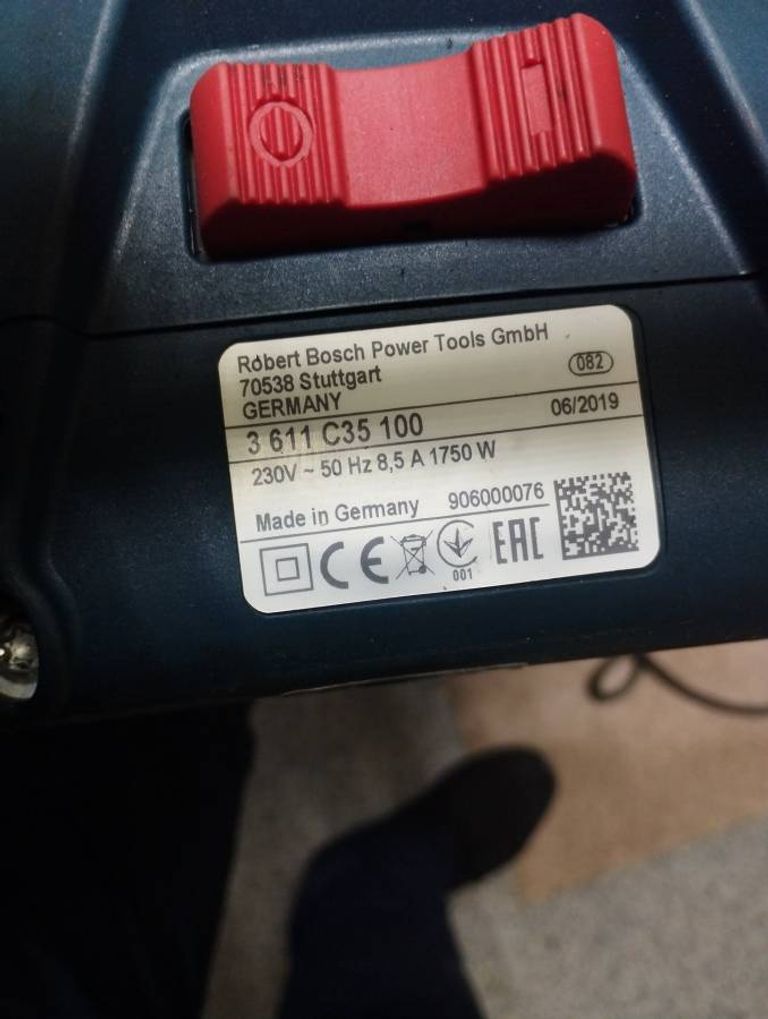 Robert Bosch Power Tools GmbH
70538 Stuttgart
082
GERMANY
06/2019
3 611 C35 100
230V ~ 50 Hz 8,5 A 1750 W
Made in Germany 906000076
CE
001
EAC